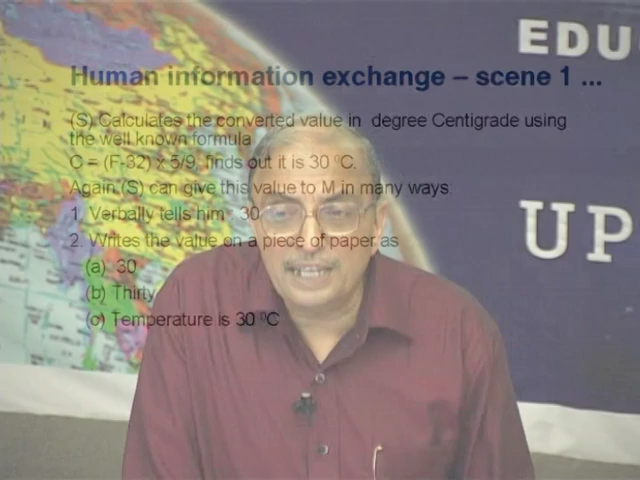 EDU
Human information exchange – scene 1 ...
(S) Calculates the converted value in degree Centigrade using
the well known formula
C = (F-32) x 5/9, finds out it is 30 ⁰C.
Again (S) can give this value to M in many ways:
UP
1. Verbally tells him : 30
2. Writes the value on a piece of paper as
(a) 30
(b) Thirty
(c) Temperature is 30 ⁰C